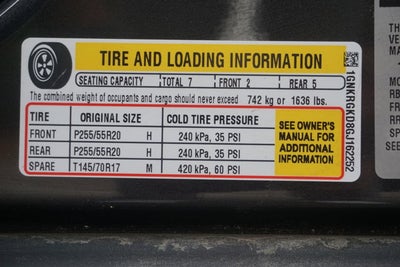 TIRE AND LOADING INFORMATION
SEATING CAPACITY TOTAL 7 FRONT 2 REAR 5
The combined weight of occupants and cargo should never exceed 742 kg or 1636 lbs.
TIRE ORIGINAL SIZE COLD TIRE PRESSURE
FRONT P255/55R20 H 240 kPa, 35 PSI
REAR P255/55R20 H 240 kPa, 35 PSI
SPARE T145/70R17 M 420 kPa, 60 PSI
SEE OWNER'S
MANUAL FOR
ADDITIONAL
INFORMATION
1GNKRGKD8GJ162252